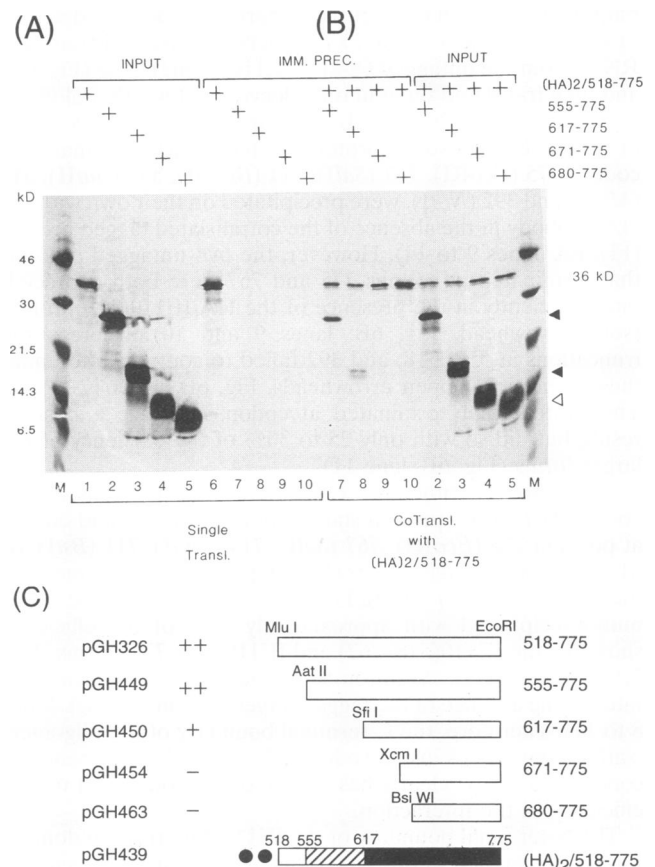 (A)
(B)
INPUT IMM. PREC. INPUT
+ + + + + + + + + + (HA)2/518-775
+ + + 555-775
+ + + + 617-775
+ + + + 671-775
+ + + + 680-775
kD
46
30
21.5
14.3
6.5
36 kD
M 1 2 3 4 5 6 7 8 9 10 7 8 9 10 2 3 4 5 M
Single
Transl.
CoTransl.
with
(HA)2/518-775
(C)
Mlu I EcoRI
pGH326 ++ 518-775
Aat II
pGH449 ++ 555-775
Sfi I
pGH450 + 617-775
Xcm I
pGH454 − 671-775
Bsi WI
pGH463 − 680-775
518 555 617 775
pGH439 (HA)2/518-775